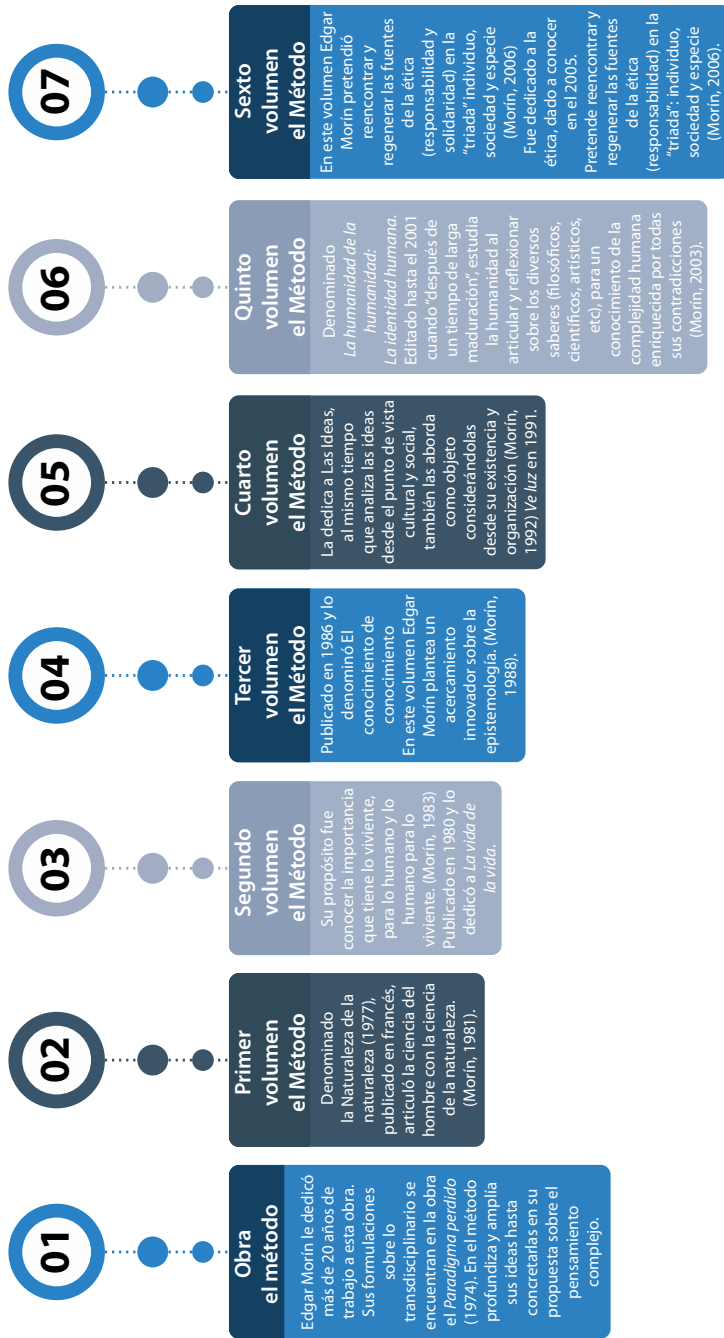 01
Obra
el método
Edgar Morín le dedicó
más de 20 años de
trabajo a esta obra.
Sus formulaciones
sobre lo
transdisciplinario se
encuentran en la obra
el Paradigma perdido
(1974). En el método
profundiza y amplía
sus ideas hasta
concretarlas en su
propuesta sobre el
pensamiento
complejo.
02
Primer
volumen
el Método
Denominado
la Naturaleza de la
naturaleza (1977),
publicado en francés,
articuló la ciencia del
hombre con la ciencia
de la naturaleza.
(Morín, 1981).
03
Segundo
volumen
el Método
Su propósito fue
conocer la importancia
que tiene lo viviente,
para lo humano y lo
humano para lo
viviente. (Morín, 1983)
Publicado en 1980 y lo
dedicó a La vida de
la vida.
04
Tercer
volumen
el Método
Publicado en 1986 y lo
denominó El
conocimiento de
conocimiento
En este volumen Edgar
Morín plantea un
acercamiento
innovador sobre la
epistemología. (Morín,
1988).
05
Cuarto
volumen
el Método
La dedica a Las Ideas,
al mismo tiempo
que analiza las ideas
desde el punto de vista
cultural y social,
también las aborda
como objeto
considerándolas
desde su existencia y
organización (Morín,
1992) Ve luz en 1991.
06
Quinto
volumen
el Método
Denominado
La humanidad de la
humanidad:
La identidad humana.
Editado hasta el 2001
cuando “después de
un tiempo de larga
maduración”, estudia
la humanidad al
articular y reflexionar
sobre los diversos
saberes (filosóficos,
científicos, artísticos,
etc), para un
conocimiento de la
complejidad humana
enriquecida por todas
sus contradicciones
(Morín, 2003).
07
Sexto
volumen
el Método
En este volumen Edgar
Morín pretendió
reencontrar y
regenerar las fuentes
de la ética
(responsabilidad y
solidaridad) en la
“triada” individuo,
sociedad y especie
(Morín, 2006)
Fue dedicado a la
ética, dado a conocer
en el 2005.
Pretende reencontrar y
regenerar las fuentes
de la ética
(responsabilidad) en la
“triada”: individuo,
sociedad y especie
(Morín, 2006).